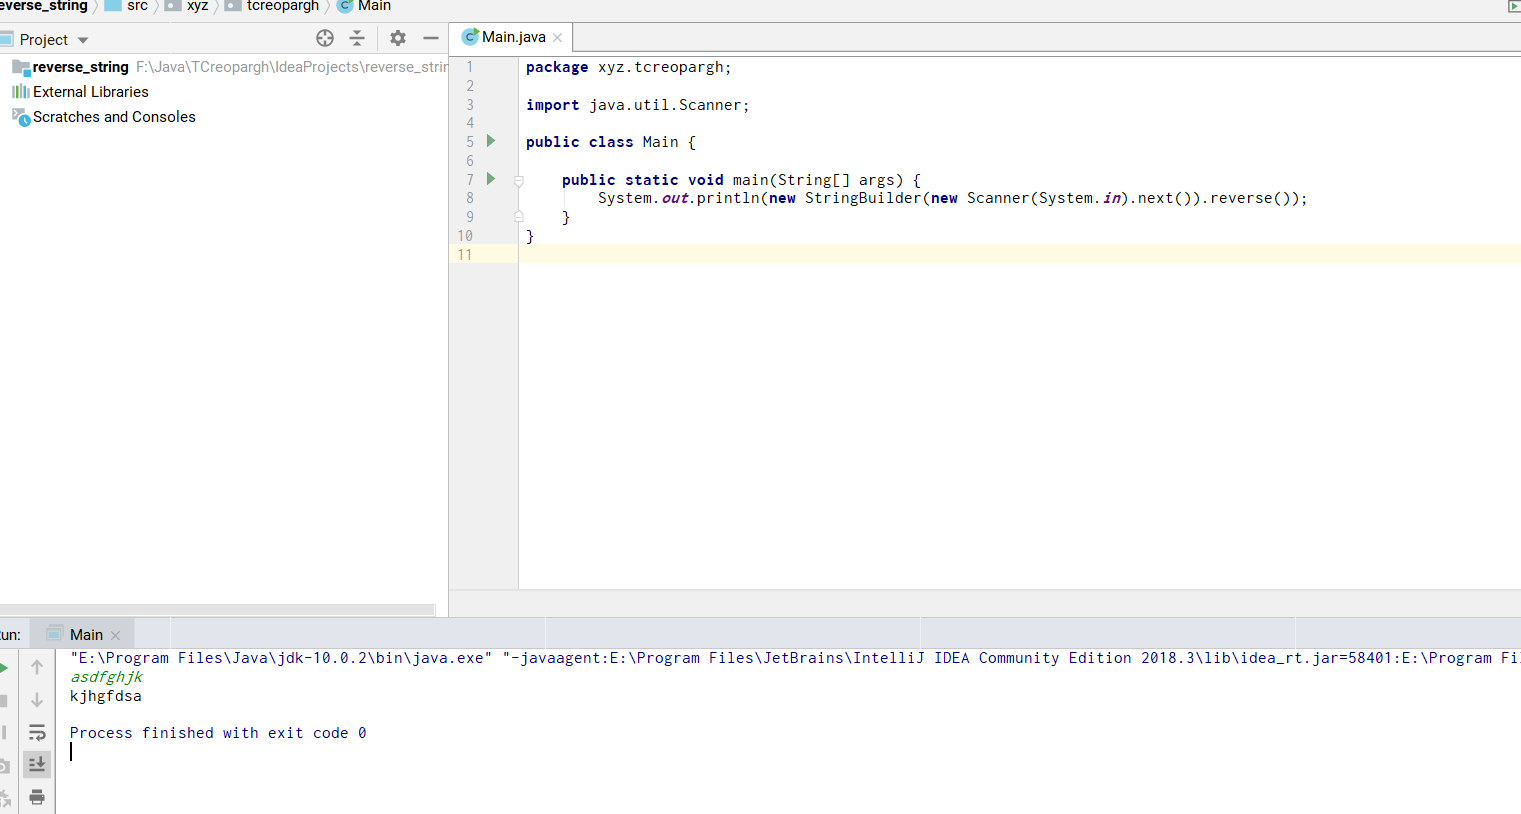 everse_string src xyz tcreopargh Main
Project
Main.java
reverse_string F:\Java\TCreopargh\IdeaProjects\reverse_strin
External Libraries
Scratches and Consoles
1 package xyz.tcreopargh;
2
3 import java.util.Scanner;
4
5 public class Main {
6
7 public static void main(String[] args) {
8 System.out.println(new StringBuilder(new Scanner(System.in).next()).reverse());
9 }
10 }
11
un: Main
"E:\Program Files\Java\jdk-10.0.2\bin\java.exe" "-javaagent:E:\Program Files\JetBrains\IntelliJ IDEA Community Edition 2018.3\lib\idea_rt.jar=58401:E:\Program Fi
asdfghjk
kjhgfdsa
Process finished with exit code 0